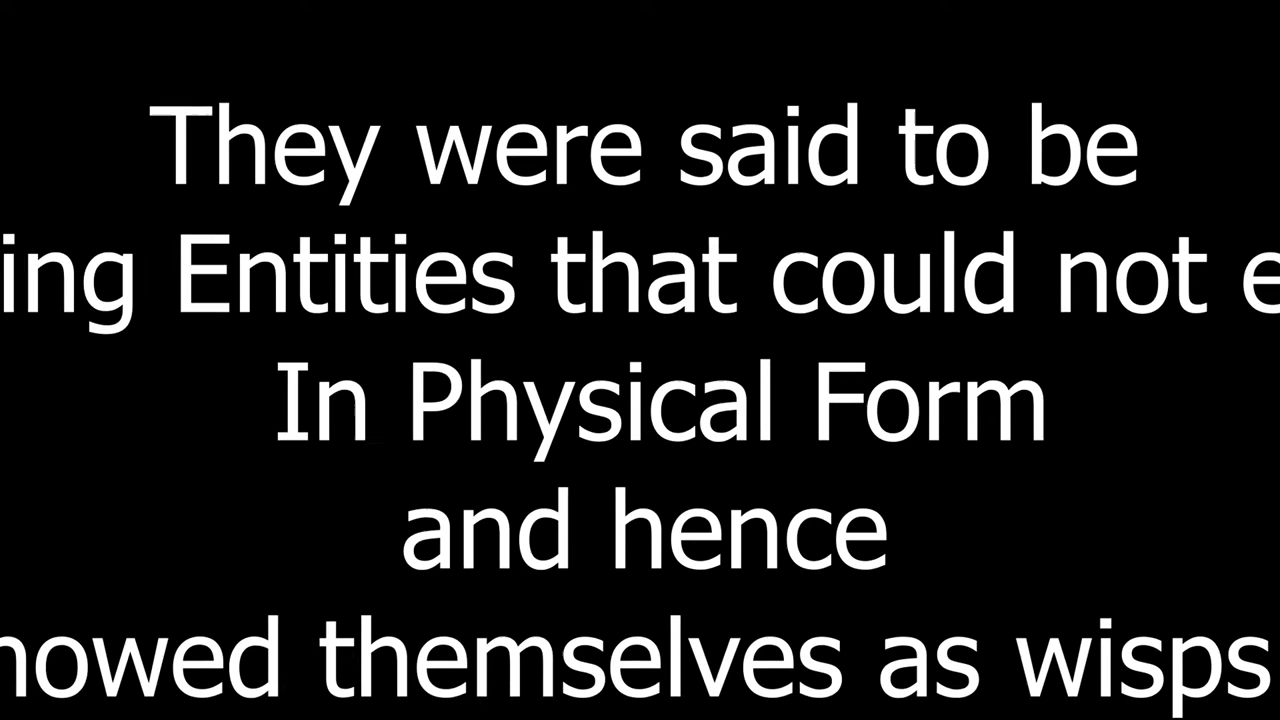 They were said to be
ing Entities that could not e
In Physical Form
and hence
howed themselves as wisps